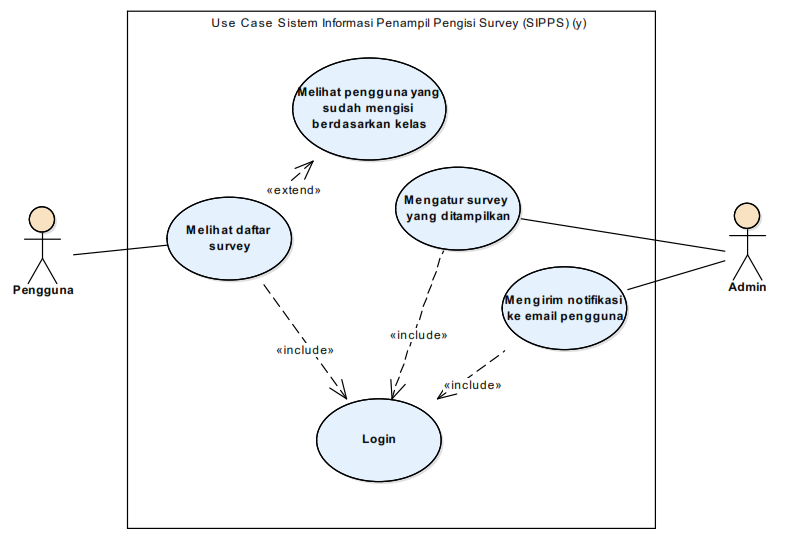 Use Case Sistem Informasi Penampil Pengisi Survey (SIPPS) (y)
Melihat pengguna yang
sudah mengisi
berdasarkan kelas
«extend»
Mengatur survey
yang ditampilkan
Melihat daftar
survey
Pengguna
Admin
Mengirim notifikasi
ke email pengguna
«include»
«include»
«include»
Login